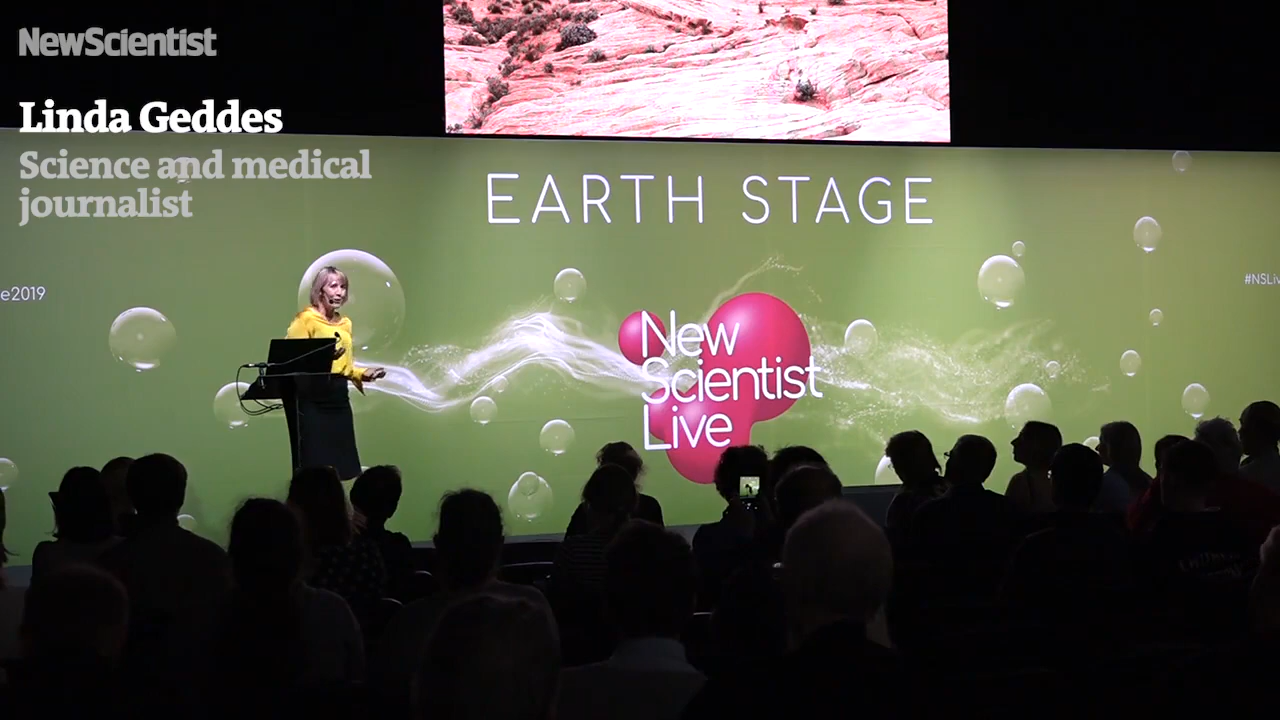 NewScientist
Linda Geddes
Science and medical
journalist
EARTH STAGE
e2019
#NSLiv
New
Scientist
Live